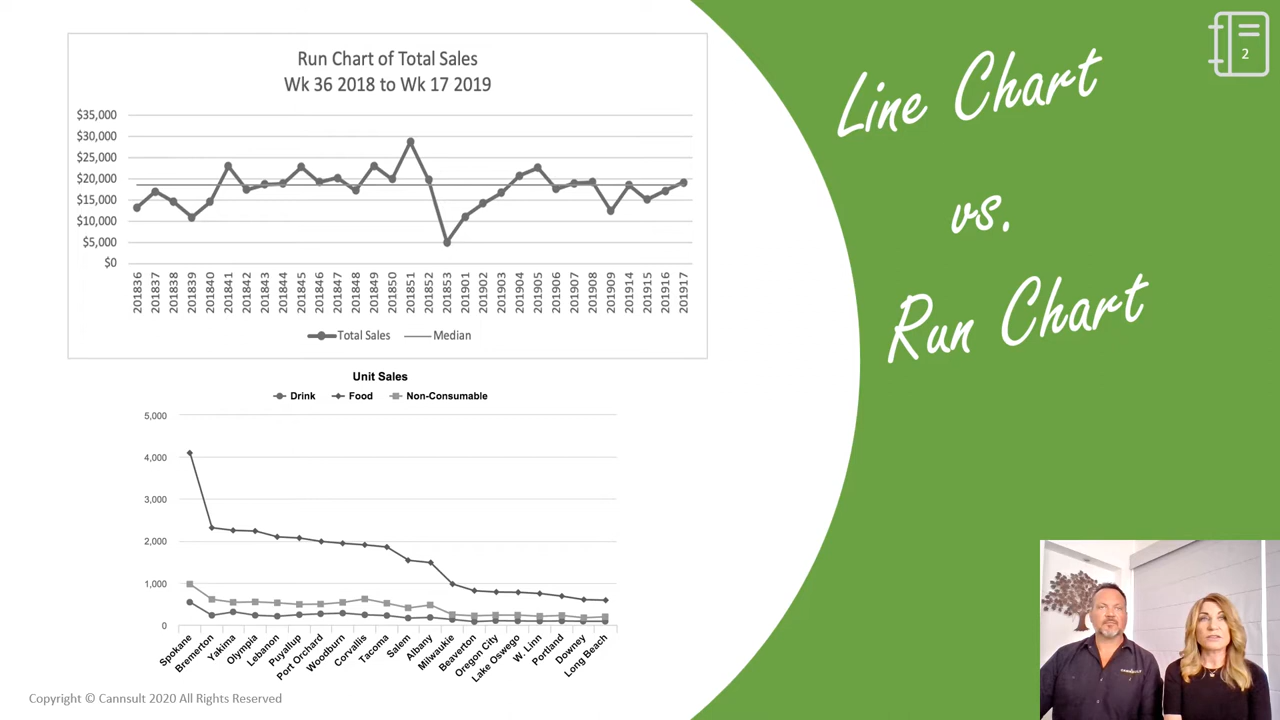 Run Chart of Total Sales
Wk 36 2018 to Wk 17 2019
$35,000
$30,000
$25,000
$20,000
$15,000
$10,000
$5,000
$0
201836 201837 201838 201839 201840 201841 201842 201843 201844 201845 201846 201847 201848 201849 201850 201851 201852 201853 201901 201902 201903 201904 201905 201906 201907 201908 201909 201914 201915 201916 201917
Total Sales Median
Unit Sales
Drink Food Non-Consumable
5,000
4,000
3,000
2,000
1,000
0
Spokane Bremerton Yakima Olympia Lebanon Puyallup Port Orchard Woodburn Corvallis Tacoma Salem Albany Milwaukie Beaverton Oregon City Lake Oswego W. Linn Portland Downey Long Beach
Copyright © Cannsult 2020 All Rights Reserved
Line Chart
vs.
Run Chart
2